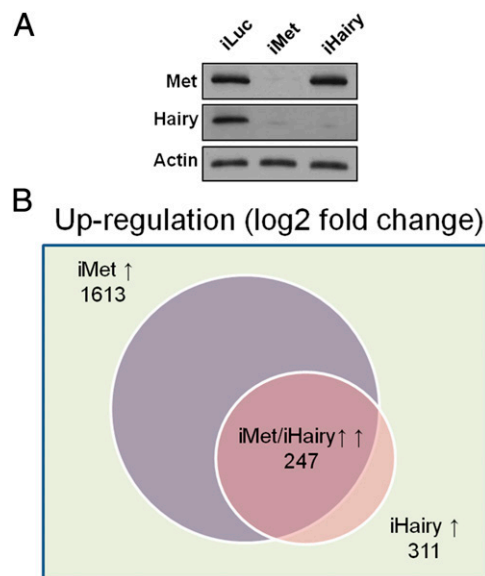 A
iLuc iMet iHairy
Met
Hairy
Actin
B
Up-regulation (log2 fold change)
iMet ↑
1613
iMet/iHairy↑ ↑
247
iHairy ↑
311